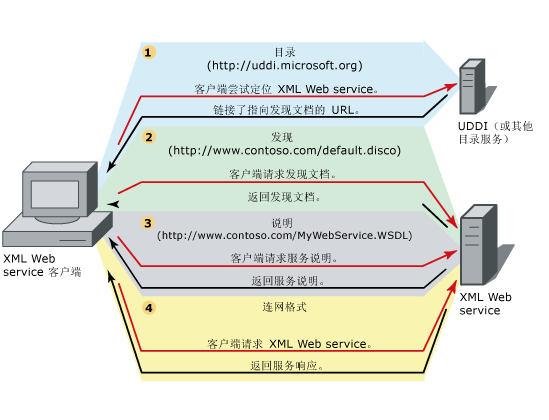 1 目录
(http://uddi.microsoft.org)
客户端尝试定位 XML Web service。
链接了指向发现文档的 URL。
UDDI（或其他
目录服务）
2 发现
(http://www.contoso.com/default.disco)
客户端请求发现文档。
返回发现文档。
3 说明
(http://www.contoso.com/MyWebService.WSDL)
客户端请求服务说明。
返回服务说明。
XML Web
service 客户端
XML Web
service
4 连网格式
客户端请求 XML Web service。
返回服务响应。